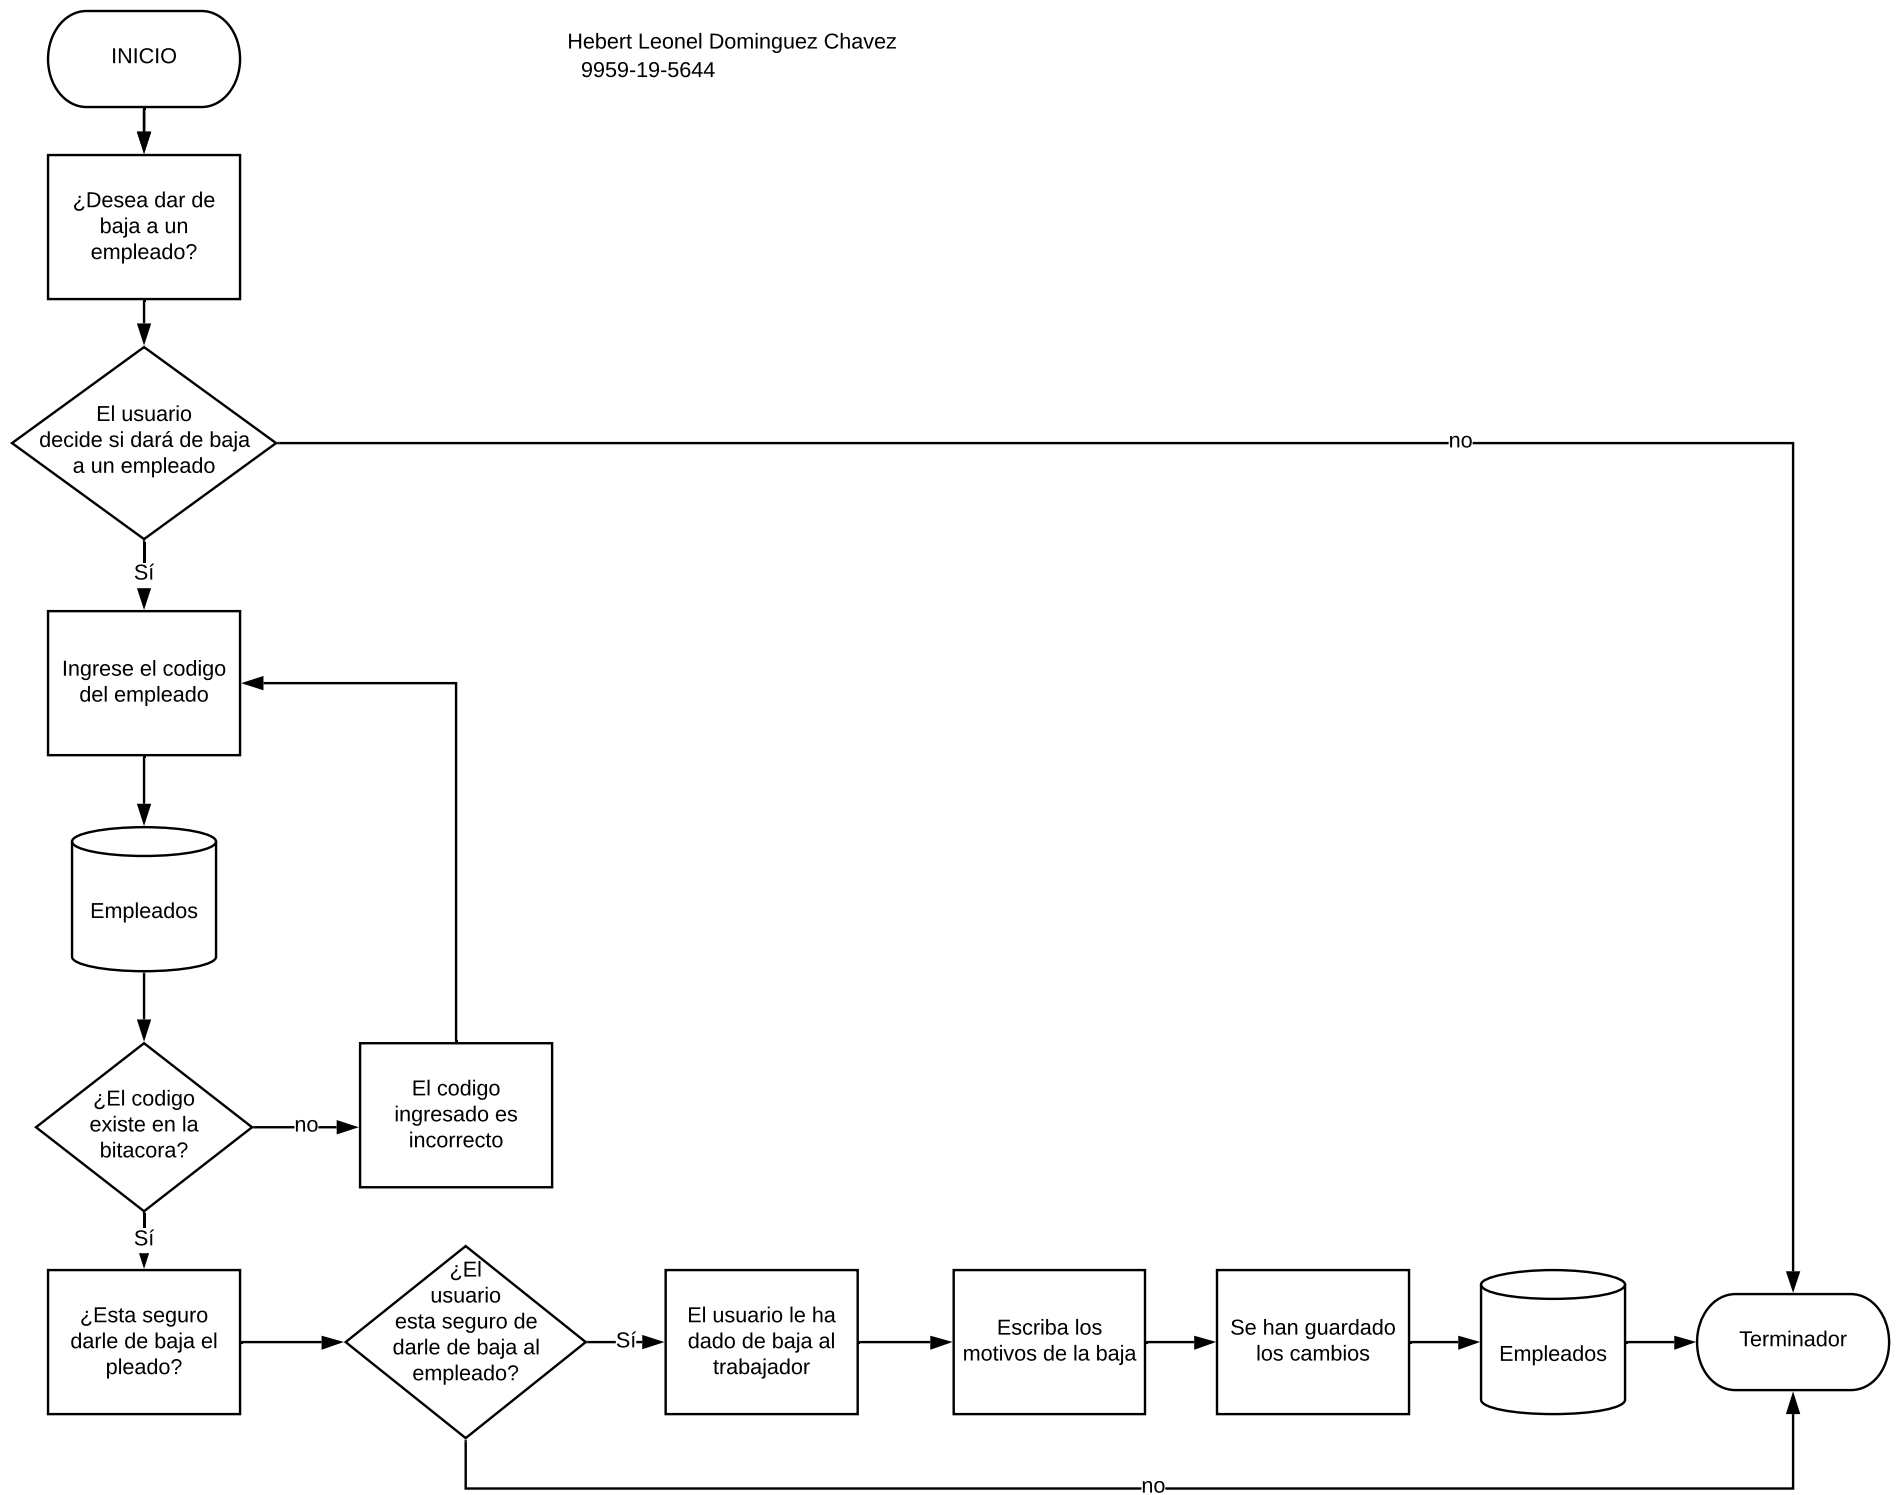 INICIO
Hebert Leonel Dominguez Chavez
9959-19-5644
¿Desea dar de
baja a un
empleado?
El usuario
decide si dará de baja
a un empleado
no
Sí
Ingrese el codigo
del empleado
Empleados
¿El codigo
existe en la
bitacora?
no
El codigo
ingresado es
incorrecto
Sí
¿Esta seguro
darle de baja el
pleado?
¿El
usuario
esta seguro de
darle de baja al
empleado?
Sí
El usuario le ha
dado de baja al
trabajador
Escriba los
motivos de la baja
Se han guardado
los cambios
Empleados
Terminador
no